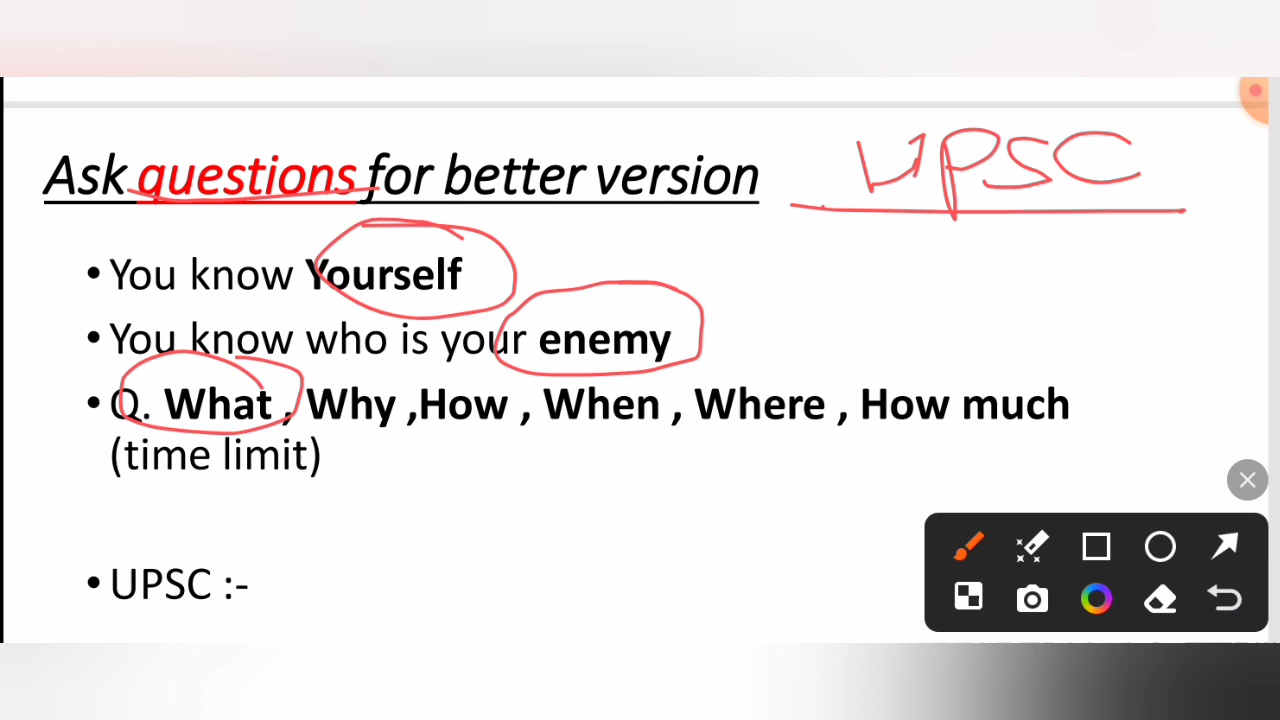 Ask questions for better version
UPSC
• You know Yourself
• You know who is your enemy
• Q. What , Why ,How , When , Where , How much
(time limit)
• UPSC :-